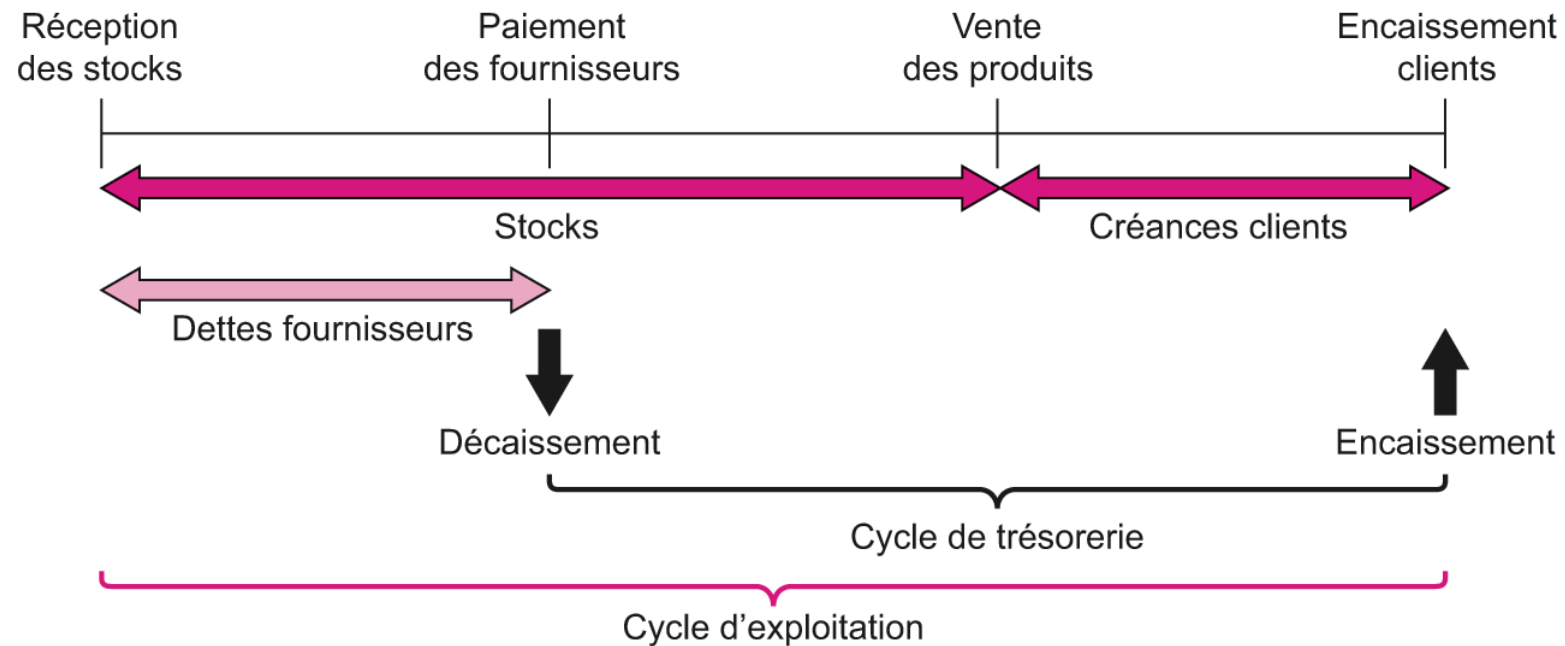 Réception
des stocks
Paiement
des fournisseurs
Vente
des produits
Encaissement
clients
Stocks
Créances clients
Dettes fournisseurs
Décaissement
Encaissement
Cycle de trésorerie
Cycle d’exploitation